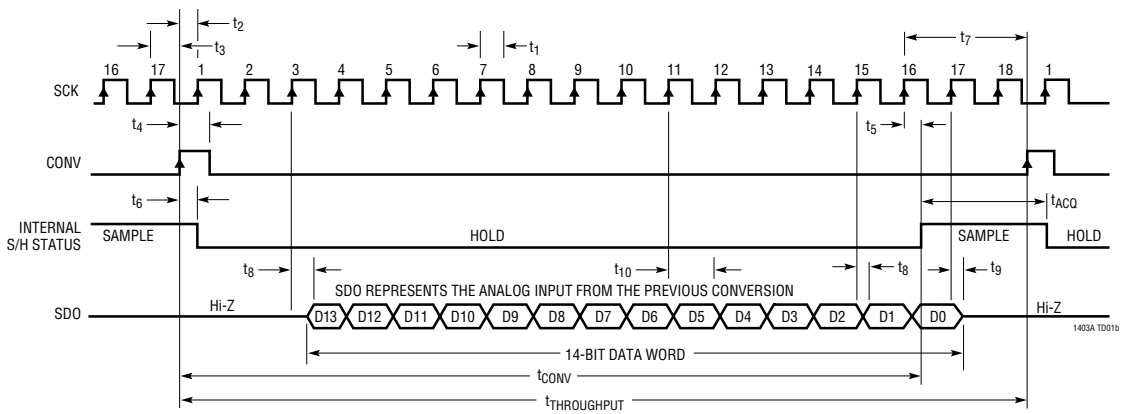 t2
t3
t1
t7
16 17 1 2 3 4 5 6 7 8 9 10 11 12 13 14 15 16 17 18 1
SCK
t4
t5
CONV
t6
tACQ
INTERNAL
S/H STATUS
SAMPLE
HOLD
SAMPLE
HOLD
t8
t10
t8
t9
SDO REPRESENTS THE ANALOG INPUT FROM THE PREVIOUS CONVERSION
SDO
Hi-Z
D13 D12 D11 D10 D9 D8 D7 D6 D5 D4 D3 D2 D1 D0
Hi-Z
1403A TD01b
14-BIT DATA WORD
tCONV
tTHROUGHPUT